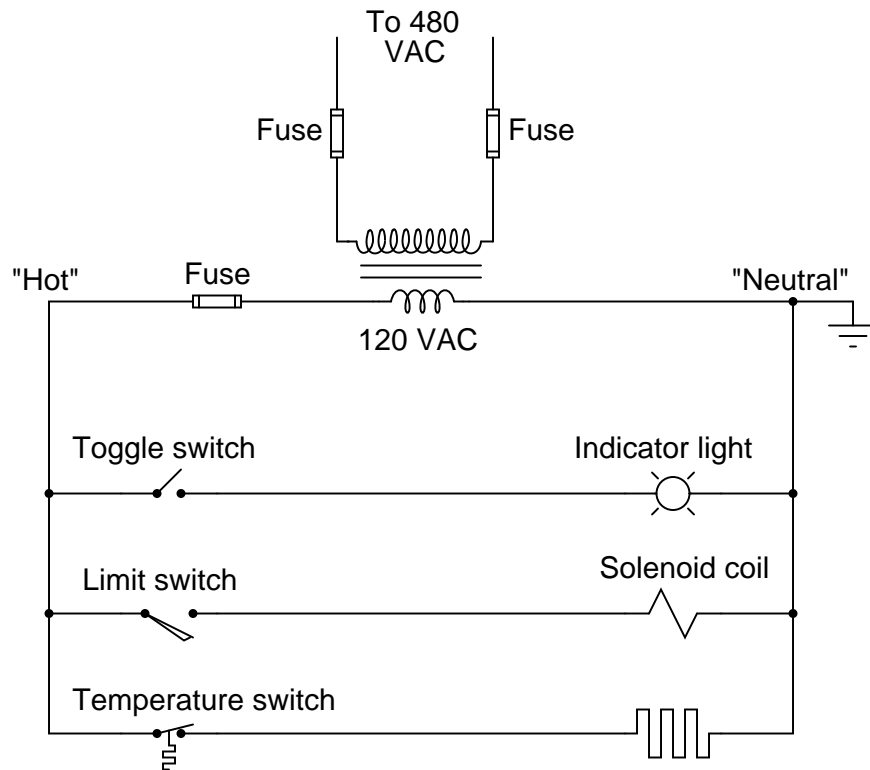 To 480
VAC
Fuse
Fuse
"Hot"
Fuse
"Neutral"
120 VAC
Toggle switch
Indicator light
Limit switch
Solenoid coil
Temperature switch